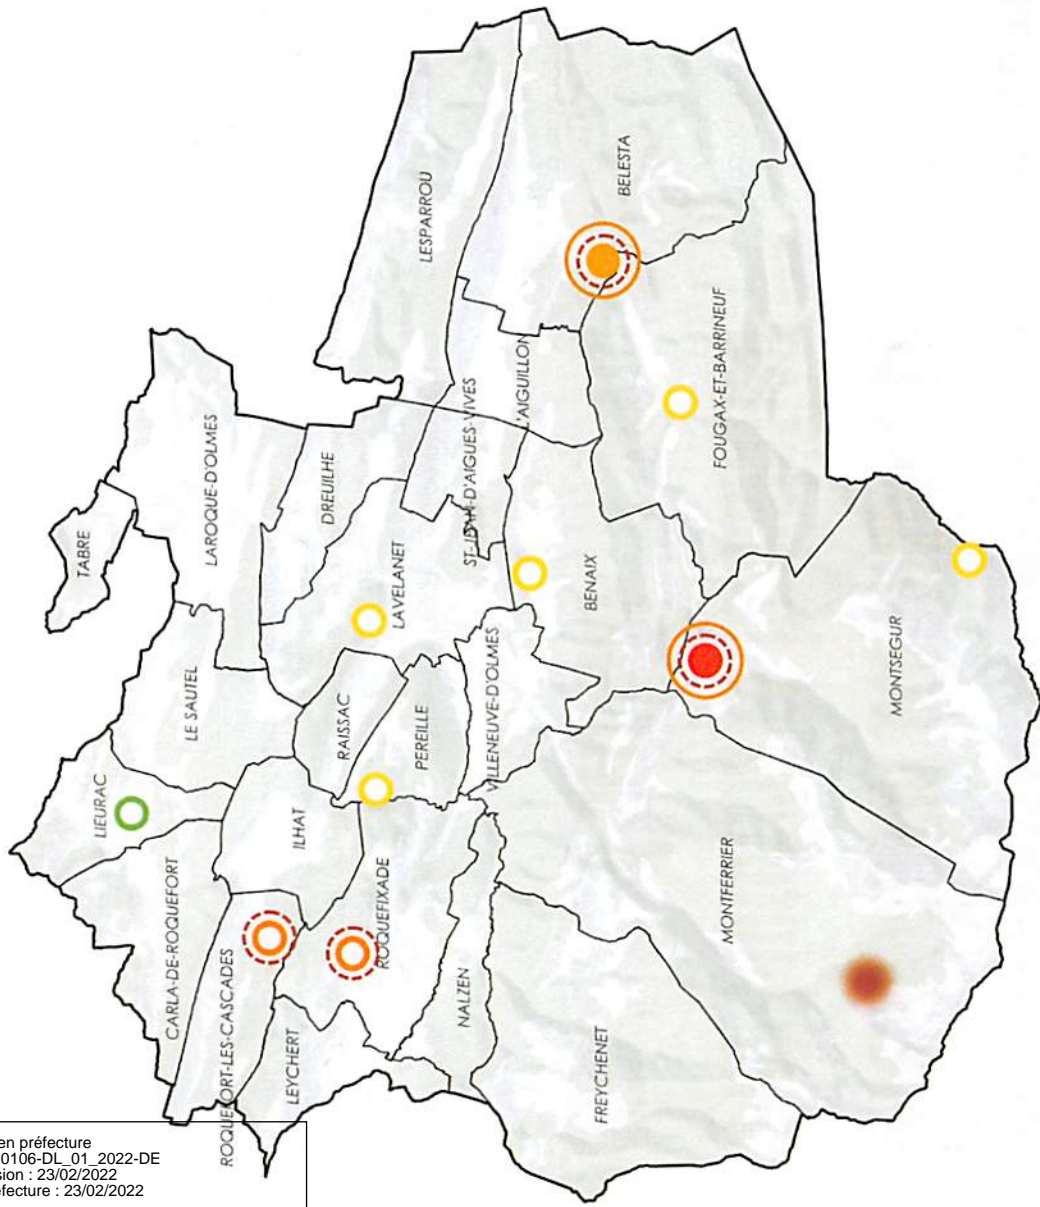 TABRE
LAROQUE-D'OLMES
LESPARROU
BELESTA
DREUILHE
L'AIGUILLON
ST-JEAN-D'AIGUES-VIVES
FOUGAX-ET-BARRINEUF
LAVELANET
LE SAUTEL
LIEURAC
RAISSAC
PEREILLE
VILLENEUVE-D'OLMES
BENAIX
MONTSEGUR
ILHAT
CARLA-DE-ROQUEFORT
ROQUEFORT-LES-CASCADES
ROQUEFIXADE
LEYCHERT
NALZEN
MONTFERRIER
FREYCHENET
en préfecture
0106-DL_01_2022-DE
sion : 23/02/2022
éfecture : 23/02/2022